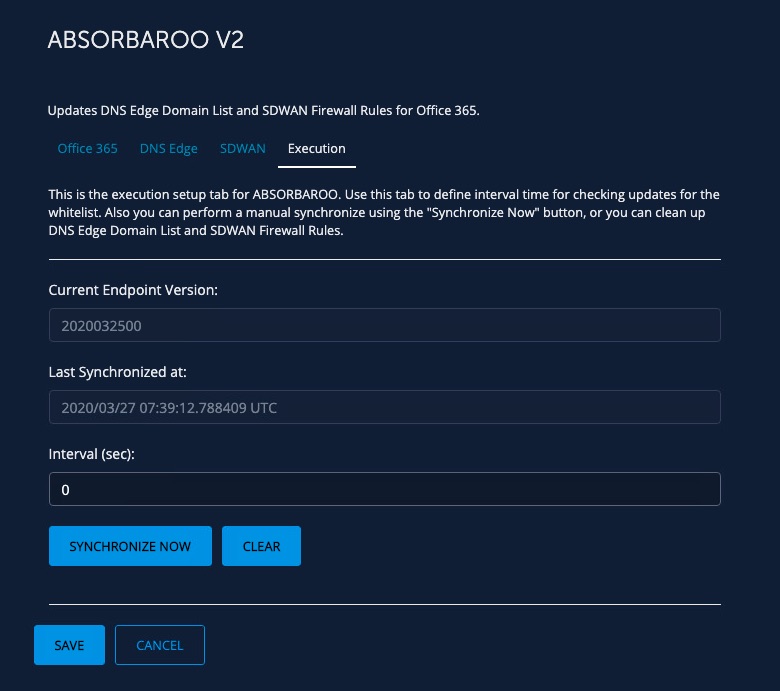 ABSORBAROO V2
Updates DNS Edge Domain List and SDWAN Firewall Rules for Office 365.
Office 365 DNS Edge SDWAN Execution
This is the execution setup tab for ABSORBAROO. Use this tab to define interval time for checking updates for the
whitelist. Also you can perform a manual synchronize using the "Synchronize Now" button, or you can clean up
DNS Edge Domain List and SDWAN Firewall Rules.
Current Endpoint Version:
2020032500
Last Synchronized at:
2020/03/27 07:39:12.788409 UTC
Interval (sec):
0
SYNCHRONIZE NOW CLEAR
SAVE CANCEL